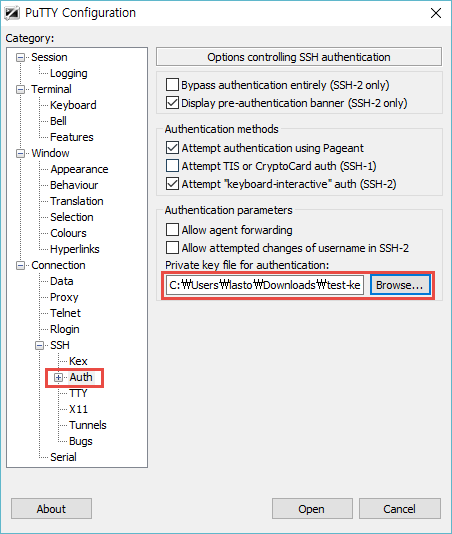 PuTTY Configuration
Category:
Session
Logging
Terminal
Keyboard
Bell
Features
Window
Appearance
Behaviour
Translation
Selection
Colours
Hyperlinks
Connection
Data
Proxy
Telnet
Rlogin
SSH
Kex
Auth
TTY
X11
Tunnels
Bugs
Serial
Options controlling SSH authentication
Bypass authentication entirely (SSH-2 only)
Display pre-authentication banner (SSH-2 only)
Authentication methods
Attempt authentication using Pageant
Attempt TIS or CryptoCard auth (SSH-1)
Attempt "keyboard-interactive" auth (SSH-2)
Authentication parameters
Allow agent forwarding
Allow attempted changes of username in SSH-2
Private key file for authentication:
C:₩Users₩lasto₩Downloads₩test-ke
Browse...
About
Open
Cancel